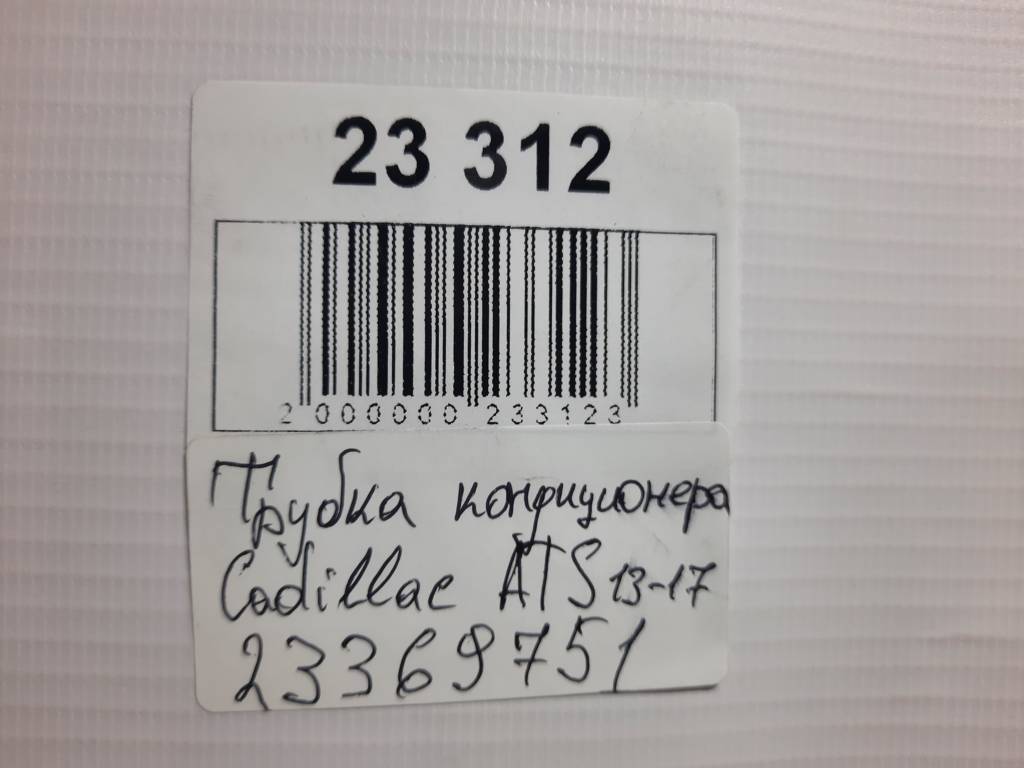 23 312
2 000000 233123
Трубка кондиционера
Cadillac ATS 13-17
23369751